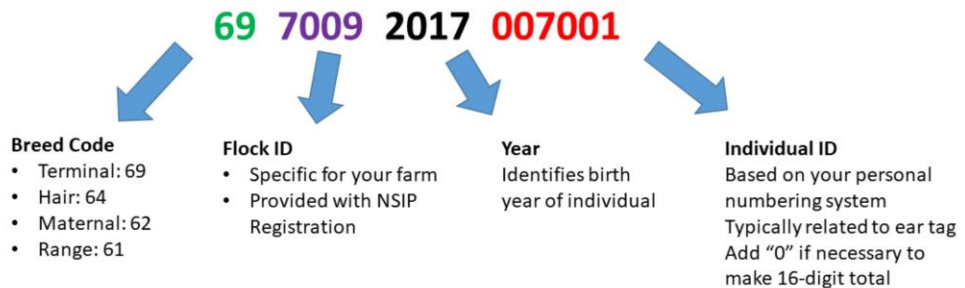 69 7009 2017 007001
Breed Code
• Terminal: 69
• Hair: 64
• Maternal: 62
• Range: 61
Flock ID
• Specific for your farm
• Provided with NSIP
Registration
Year
Identifies birth
year of individual
Individual ID
Based on your personal
numbering system
Typically related to ear tag
Add “0” if necessary to
make 16-digit total